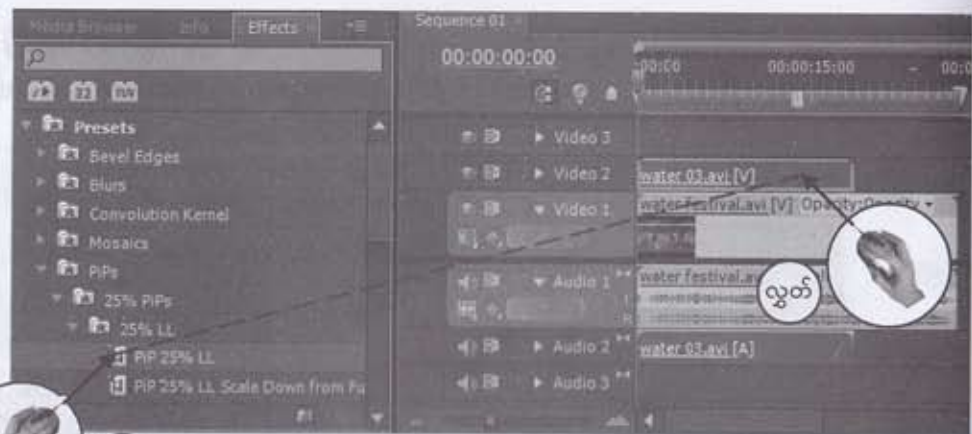 Media Browser Info Effects
Presets
Bevel Edges
Blurs
Convolution Kernel
Mosaics
PiPs
25% PiPs
25% LL
PiP 25% LL
PiP 25% LL Scale Down from Fu
Sequence 01
00:00:00:00
00:00 00:00:15:00 00:0
Video 3
Video 2 water 03.avi [V]
Video 1 water festival.avi [V] Opacity:Opacity
Audio 1 water festival.av
လွှတ်
Audio 2 water 03.avi [A]
Audio 3